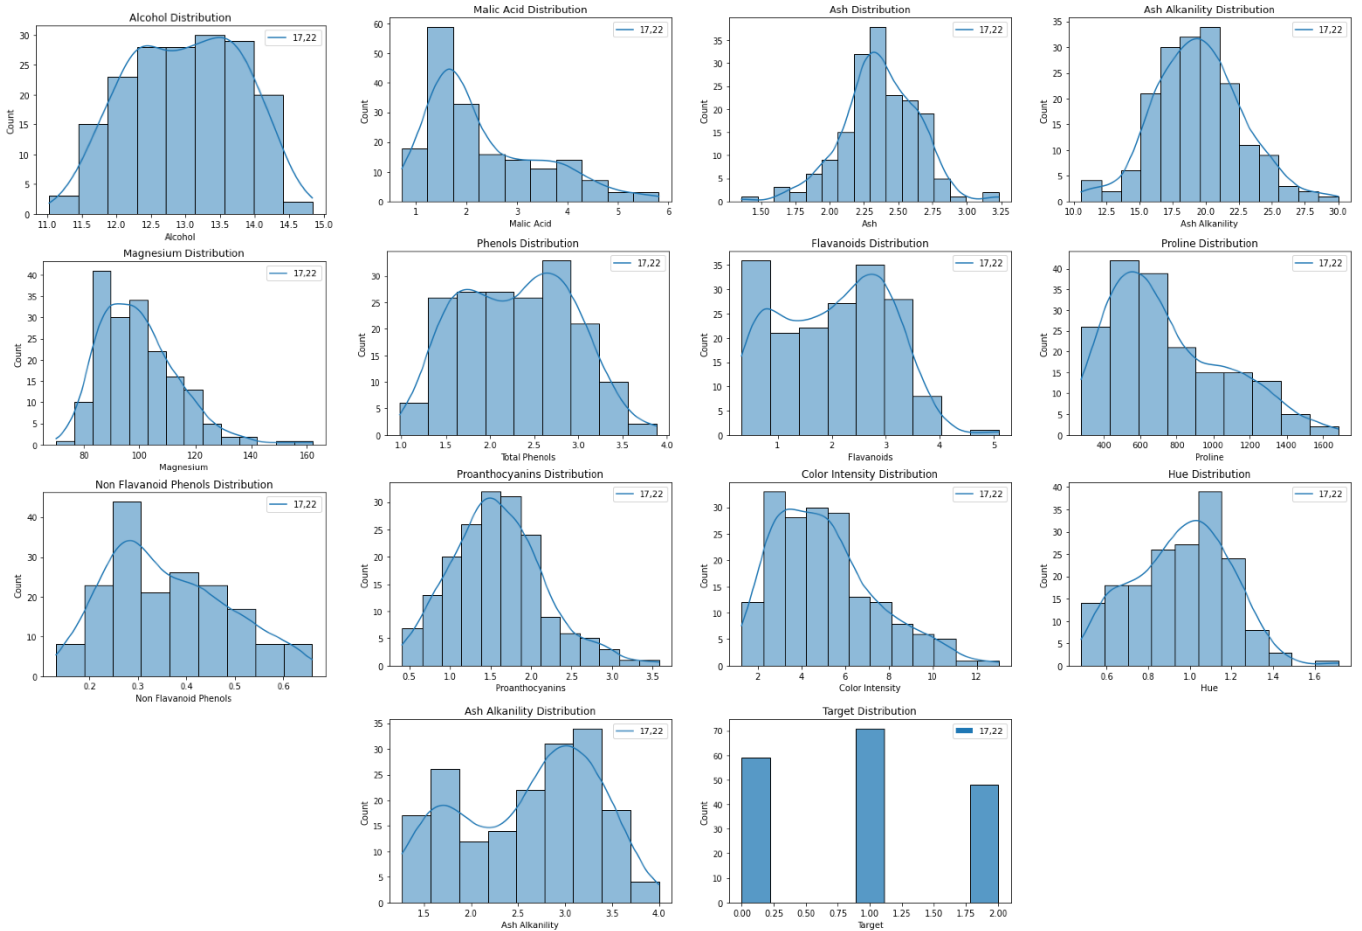 Alcohol Distribution
17,22
30
25
20
15
10
5
0
Count
11.0 11.5 12.0 12.5 13.0 13.5 14.0 14.5 15.0
Alcohol
Malic Acid Distribution
17,22
60
50
40
30
20
10
0
Count
1 2 3 4 5 6
Malic Acid
Ash Distribution
17,22
35
30
25
20
15
10
5
0
Count
1.50 1.75 2.00 2.25 2.50 2.75 3.00 3.25
Ash
Ash Alkanility Distribution
17,22
35
30
25
20
15
10
5
0
Count
10.0 12.5 15.0 17.5 20.0 22.5 25.0 27.5 30.0
Ash Alkanility
Magnesium Distribution
17,22
40
35
30
25
20
15
10
5
0
Count
80 100 120 140 160
Magnesium
Phenols Distribution
17,22
30
25
20
15
10
5
0
Count
1.0 1.5 2.0 2.5 3.0 3.5 4.0
Total Phenols
Flavanoids Distribution
17,22
35
30
25
20
15
10
5
0
Count
1 2 3 4 5
Flavanoids
Proline Distribution
17,22
40
35
30
25
20
15
10
5
0
Count
400 600 800 1000 1200 1400 1600
Proline
Non Flavanoid Phenols Distribution
17,22
40
30
20
10
0
Count
0.2 0.3 0.4 0.5 0.6
Non Flavanoid Phenols
Proanthocyanins Distribution
17,22
30
25
20
15
10
5
0
Count
0.5 1.0 1.5 2.0 2.5 3.0 3.5
Proanthocyanins
Color Intensity Distribution
17,22
30
25
20
15
10
5
0
Count
2 4 6 8 10 12
Color Intensity
Hue Distribution
17,22
40
35
30
25
20
15
10
5
0
Count
0.6 0.8 1.0 1.2 1.4 1.6
Hue
Ash Alkanility Distribution
17,22
35
30
25
20
15
10
5
0
Count
1.5 2.0 2.5 3.0 3.5 4.0
Ash Alkanility
Target Distribution
17,22
70
60
50
40
30
20
10
0
Count
0.00 0.25 0.50 0.75 1.00 1.25 1.50 1.75 2.00
Target